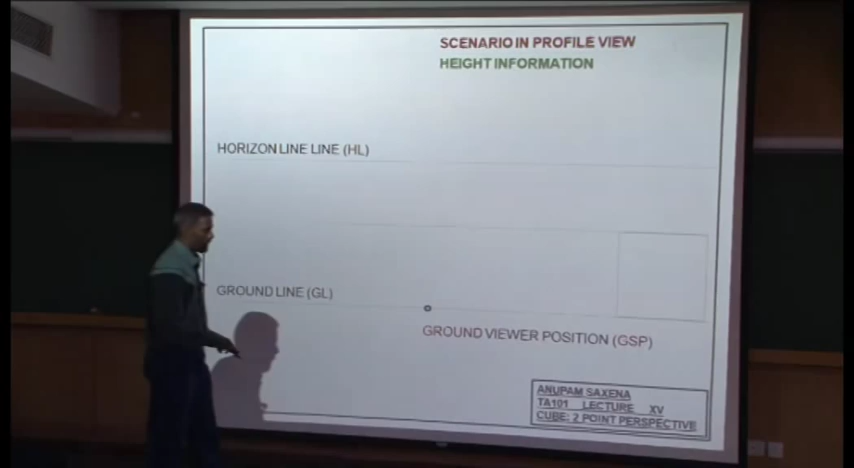 SCENARIO IN PROFILE VIEW
HEIGHT INFORMATION
HORIZON LINE LINE (HL)
GROUND LINE (GL)
GROUND VIEWER POSITION (GSP)
ANUPAM SAXENA
TA101 LECTURE XV
CUBE: 2 POINT PERSPECTIVE